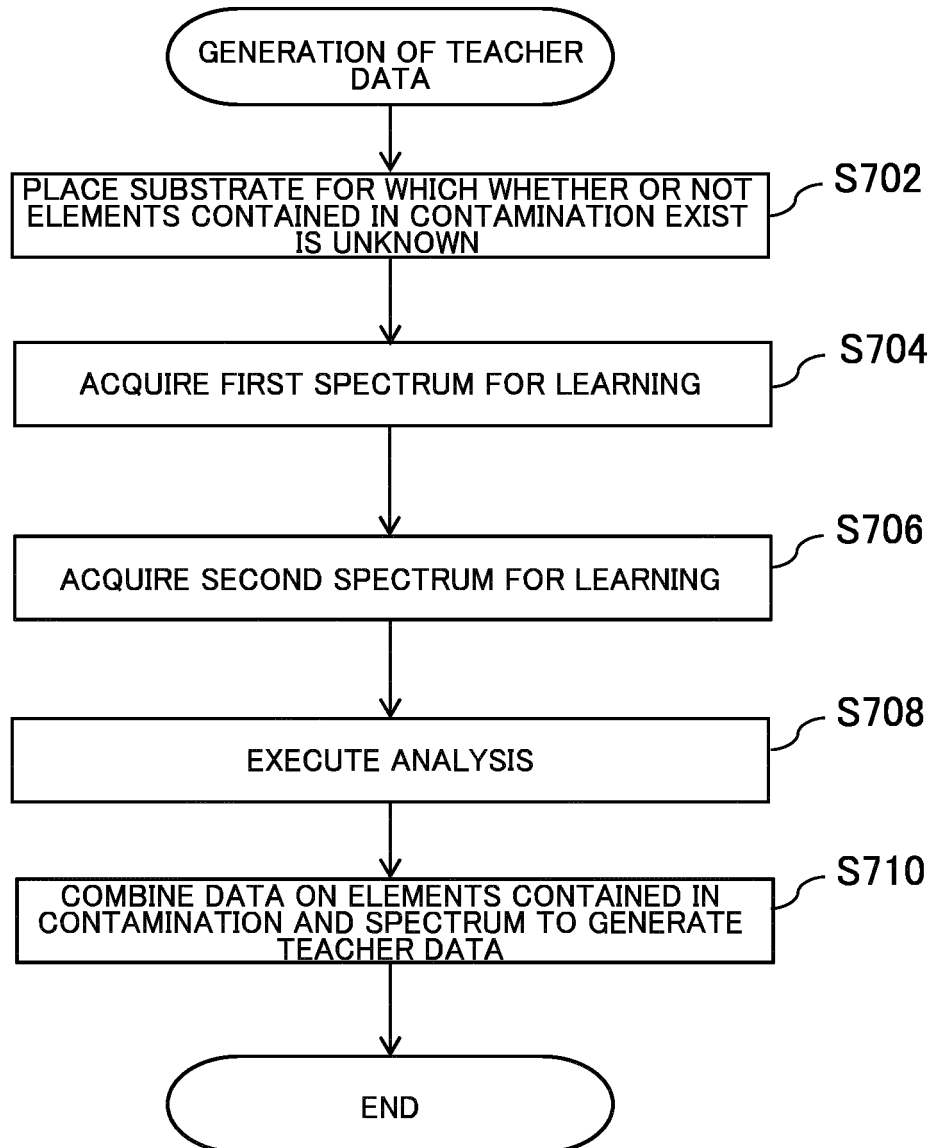 GENERATION OF TEACHER
DATA
S702
PLACE SUBSTRATE FOR WHICH WHETHER OR NOT
ELEMENTS CONTAINED IN CONTAMINATION EXIST
IS UNKNOWN
S704
ACQUIRE FIRST SPECTRUM FOR LEARNING
S706
ACQUIRE SECOND SPECTRUM FOR LEARNING
S708
EXECUTE ANALYSIS
S710
COMBINE DATA ON ELEMENTS CONTAINED IN
CONTAMINATION AND SPECTRUM TO GENERATE
TEACHER DATA
END